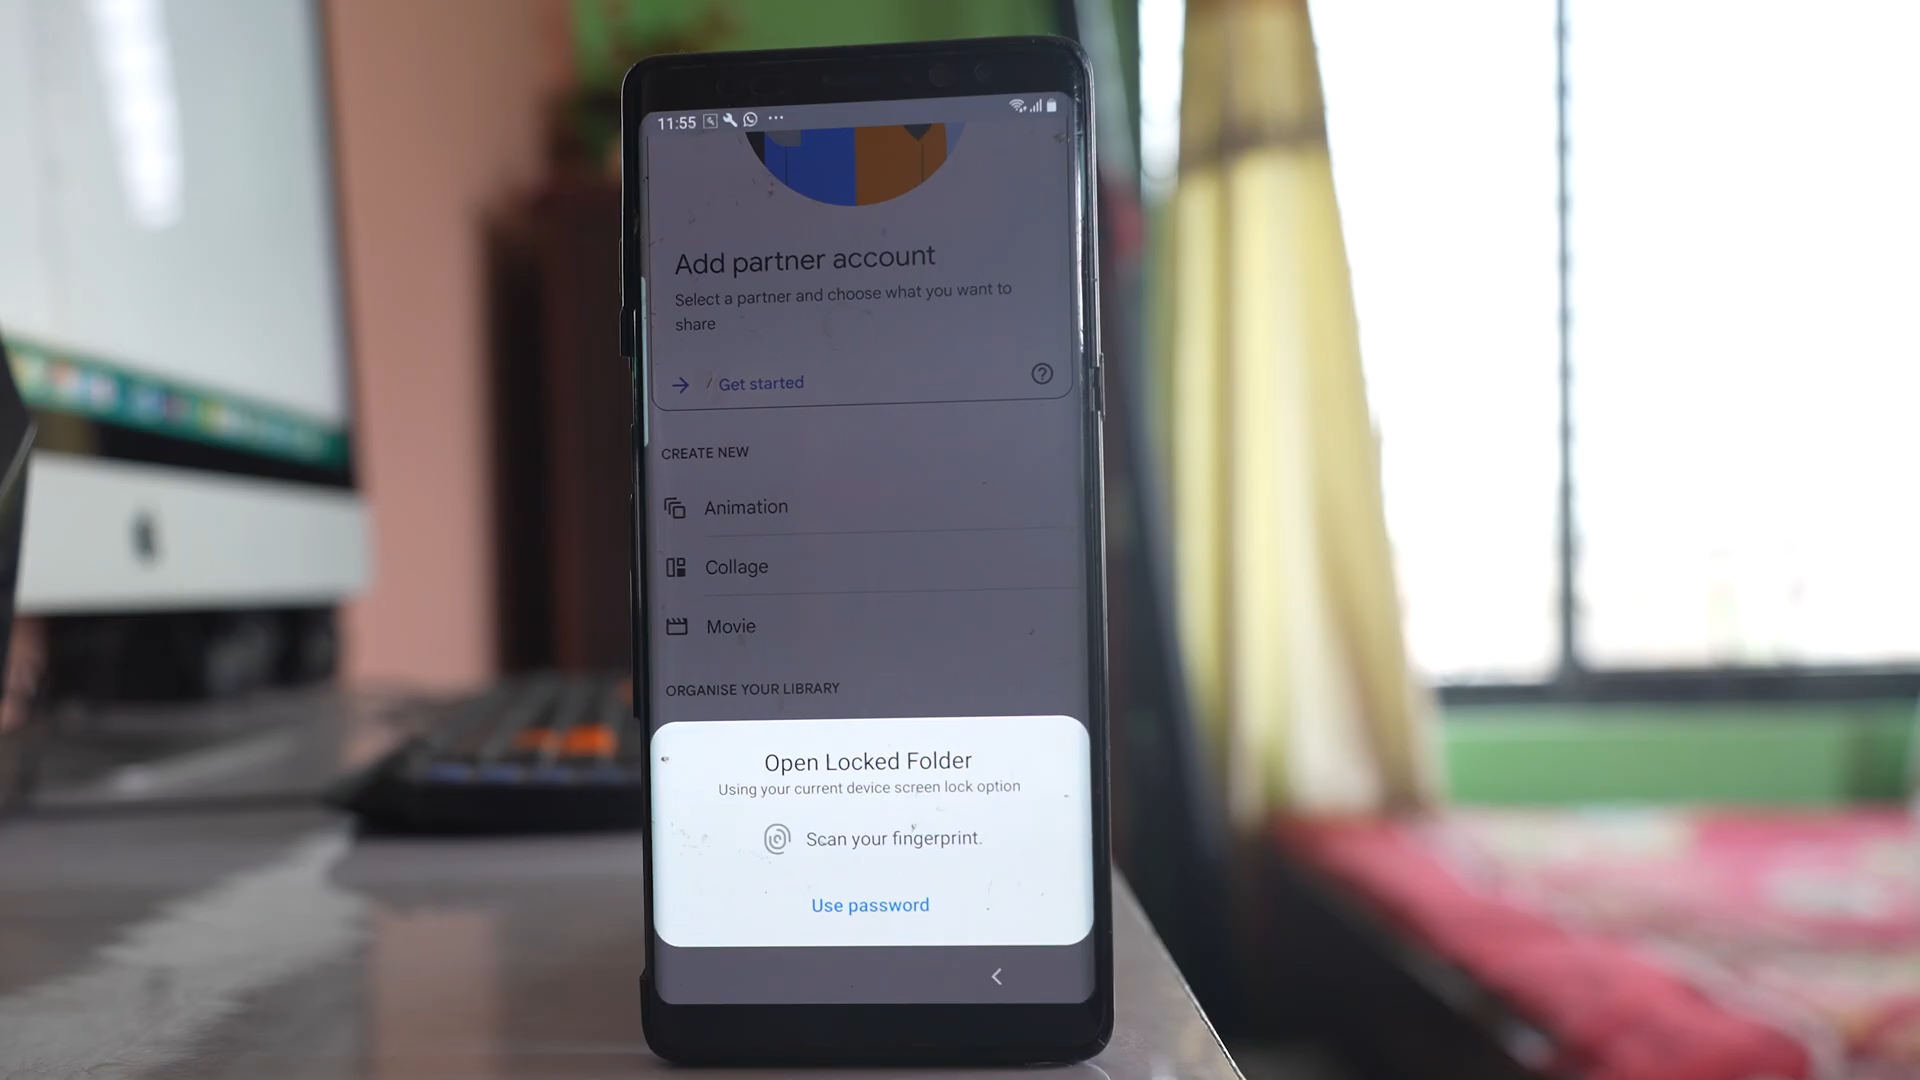 11:55
Add partner account
Select a partner and choose what you want to
share
Get started
CREATE NEW
Animation
Collage
Movie
ORGANISE YOUR LIBRARY
Open Locked Folder
Using your current device screen lock option
Scan your fingerprint.
Use password